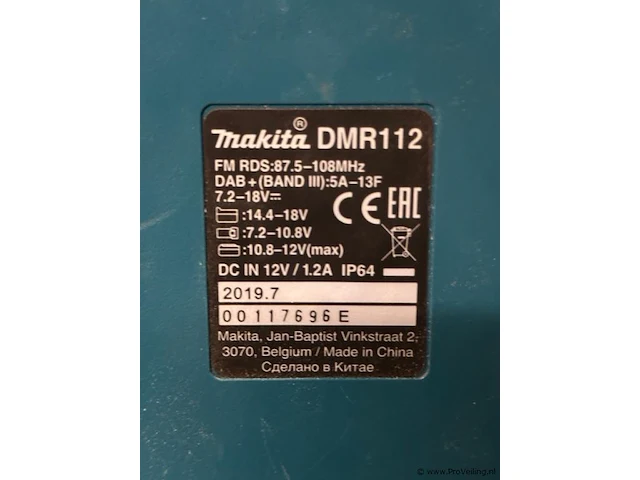 makita® DMR112
FM RDS:87.5–108MHz
DAB+(BAND III):5A–13F
7.2–18V
:14.4–18V
:7.2–10.8V
:10.8–12V(max)
CE EAC
DC IN 12V/1.2A IP64
2019.7
00117696E
Makita, Jan-Baptist Vinkstraat 2,
3070, Belgium / Made in China
Сделано в Китае
© www.ProVeiling.nl